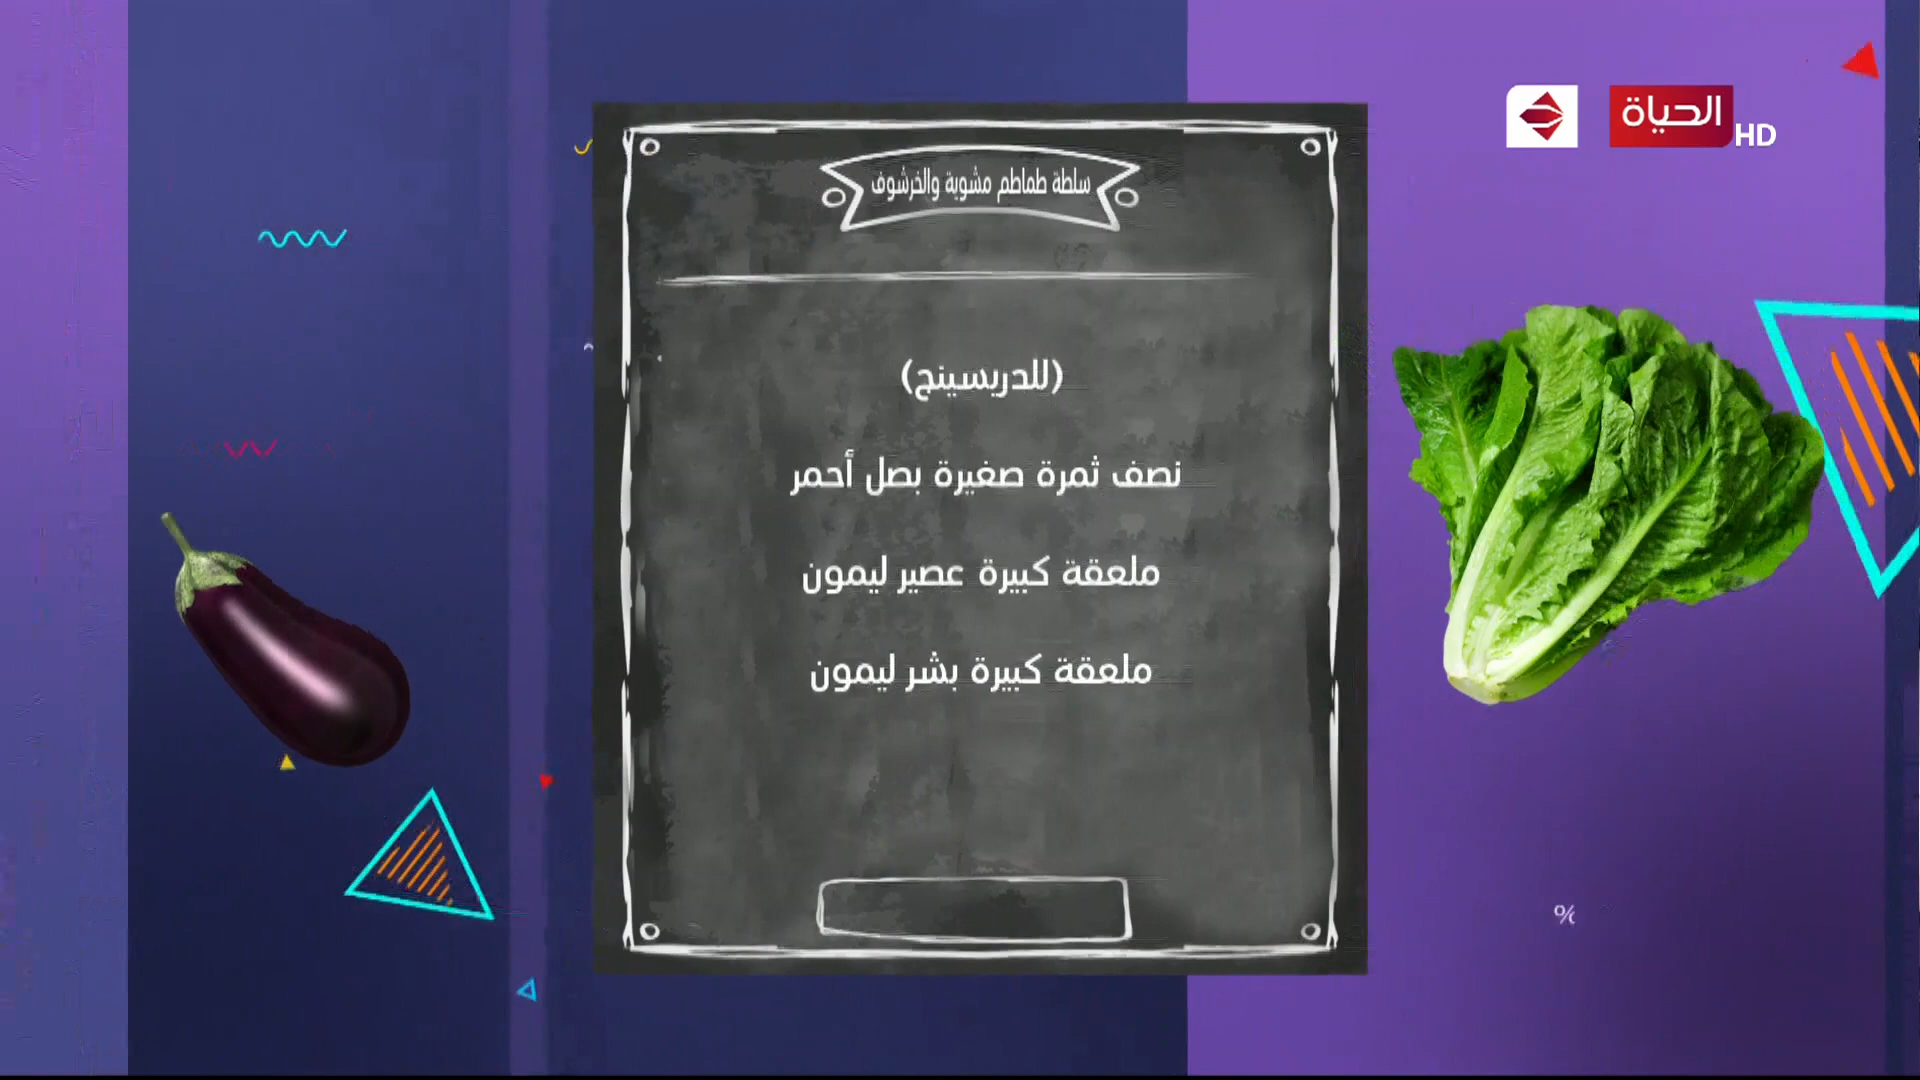 الحياة
HD
سلطة طماطم مشوية والخرشوف
(للدريسينج)
نصف ثمرة صغيرة بصل أحمر
ملعقة كبيرة عصير ليمون
ملعقة كبيرة بشر ليمون
%